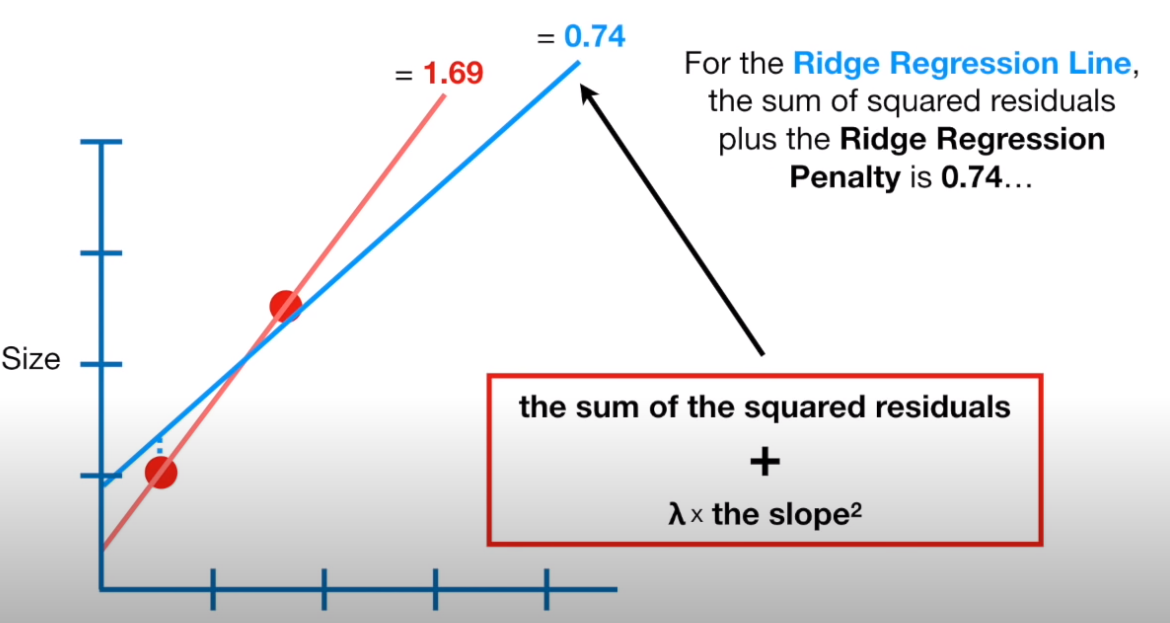 = 0.74
= 1.69
For the Ridge Regression Line,
the sum of squared residuals
plus the Ridge Regression
Penalty is 0.74…
Size
the sum of the squared residuals
+
λ x the slope²